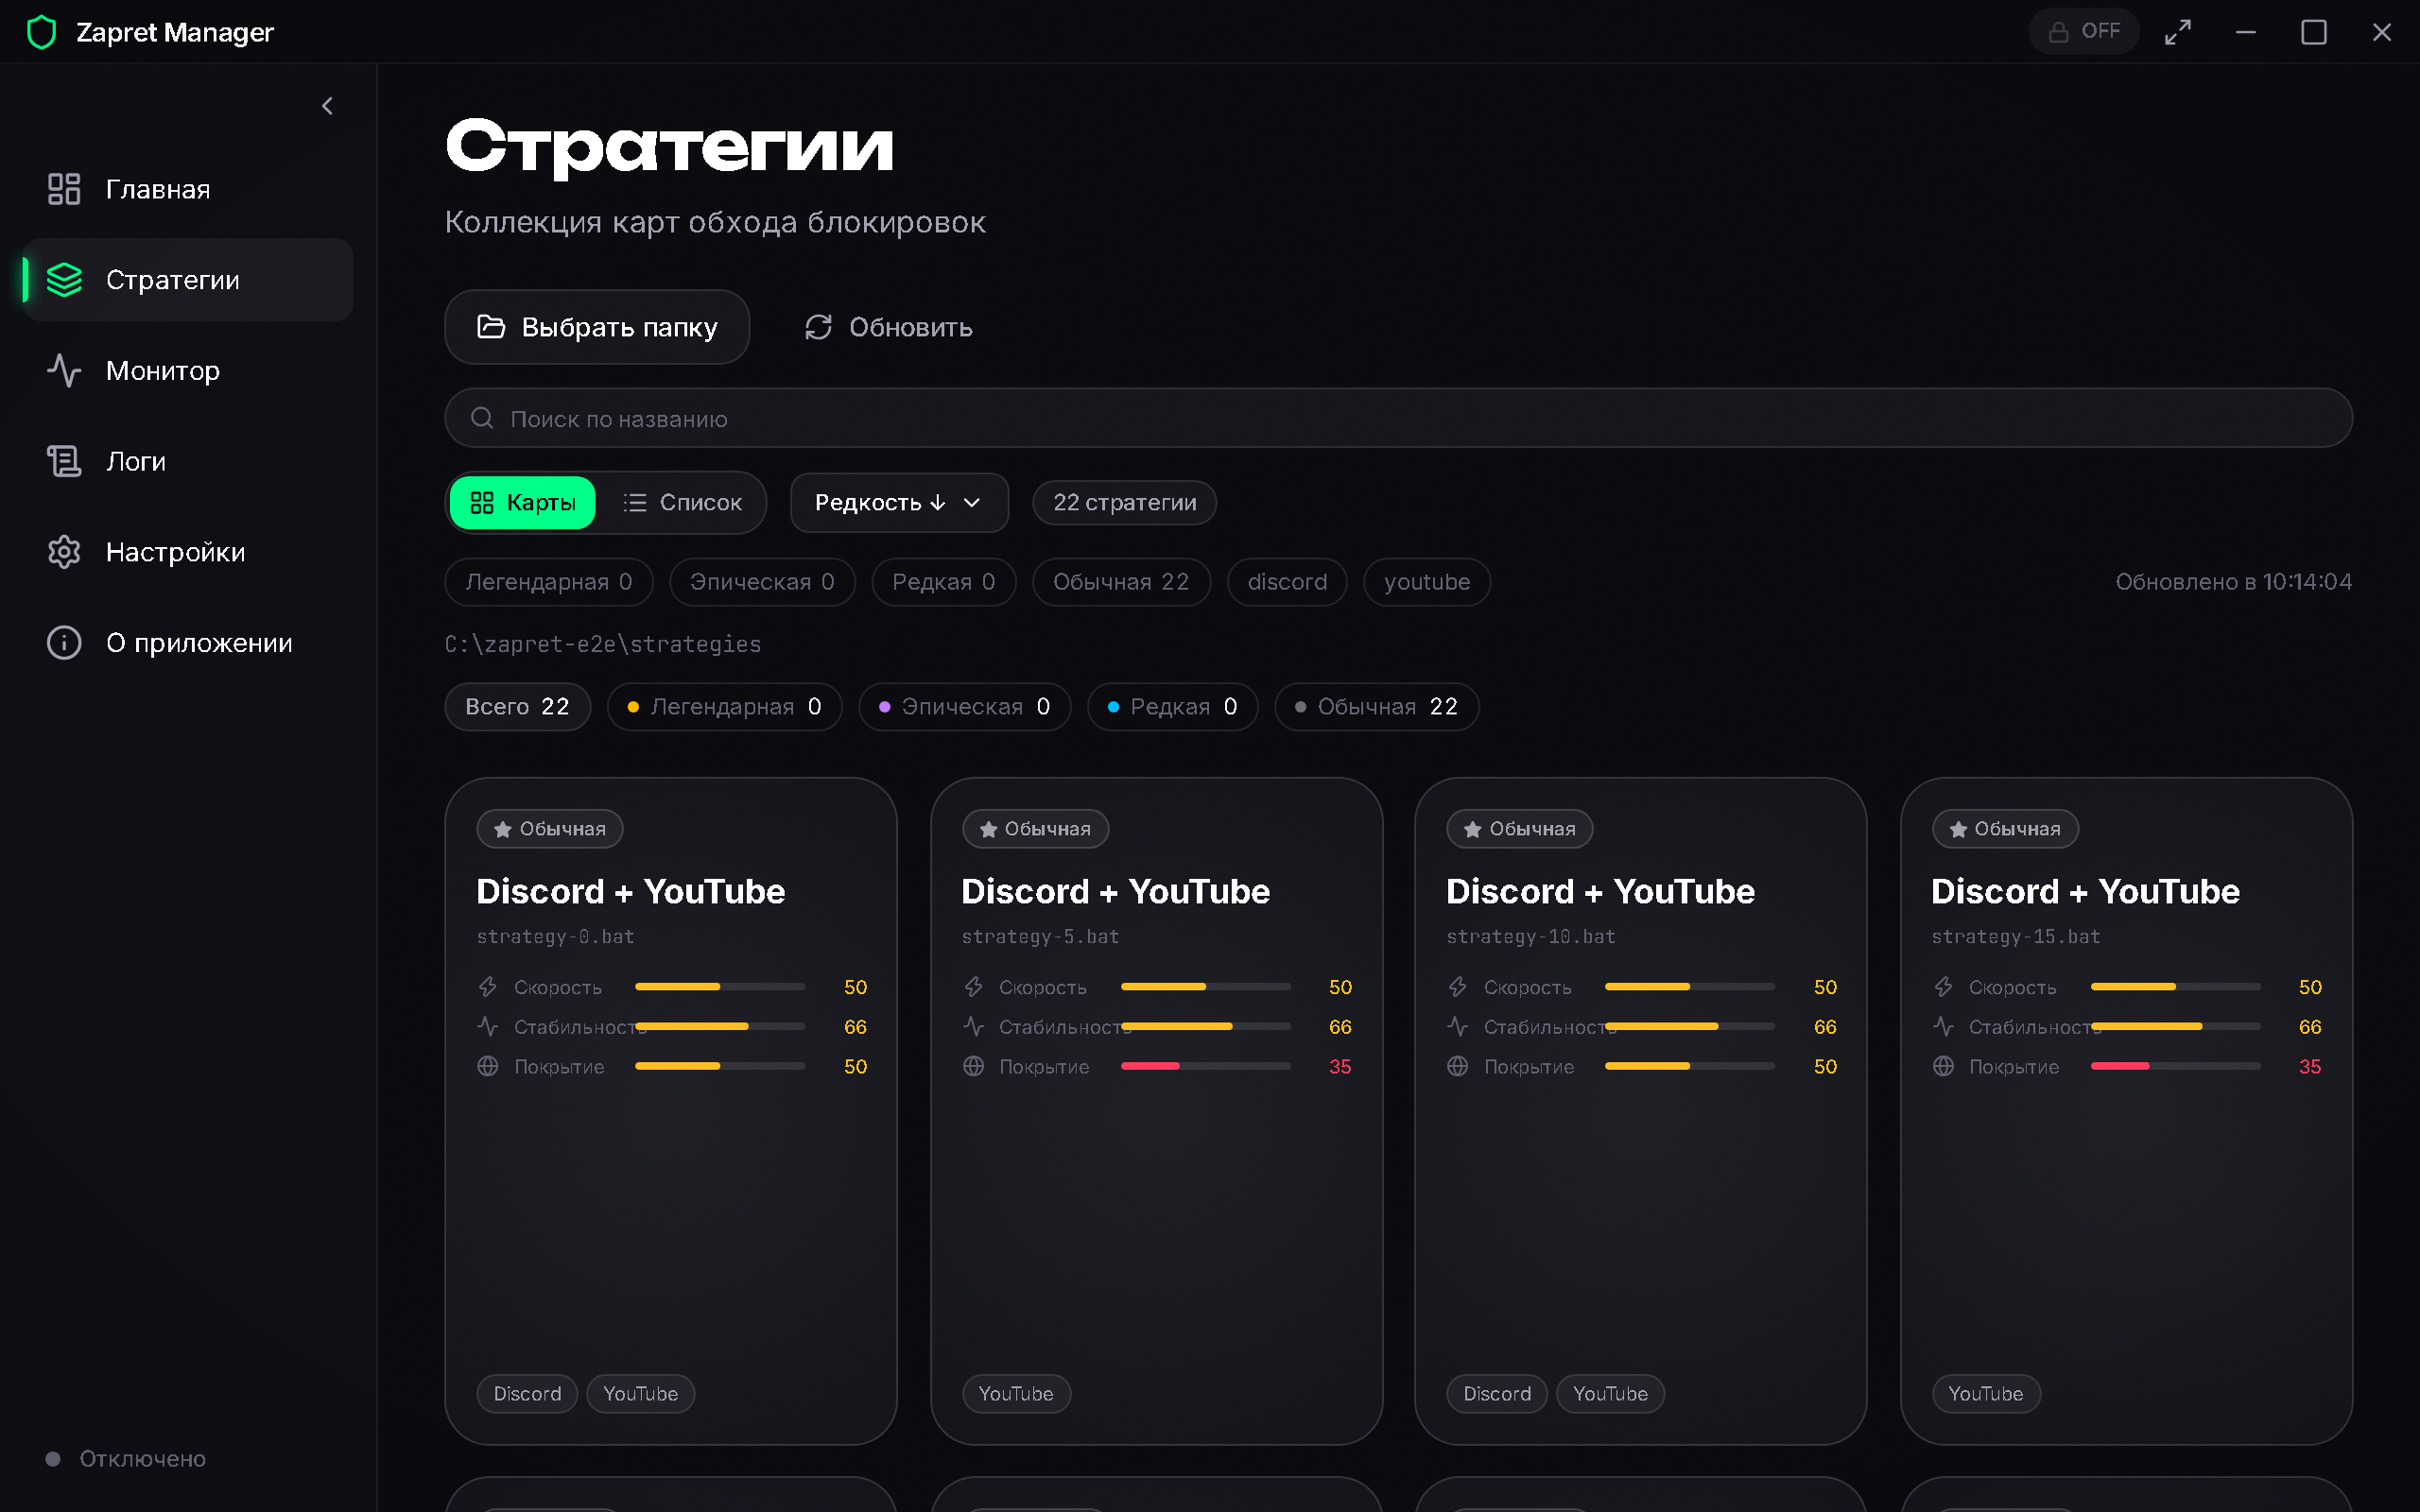 Zapret Manager
OFF
Главная
Стратегии
Монитор
Логи
Настройки
О приложении
Отключено
Стратегии
Коллекция карт обхода блокировок
Выбрать папку
Обновить
Поиск по названию
Карты
Список
Редкость ↓
22 стратегии
Легендарная 0
Эпическая 0
Редкая 0
Обычная 22
discord
youtube
Обновлено в 10:14:04
C:\zapret-e2e\strategies
Всего 22
Легендарная 0
Эпическая 0
Редкая 0
Обычная 22
Обычная
Discord + YouTube
strategy-0.bat
Скорость 50
Стабильность 66
Покрытие 50
Discord YouTube
Обычная
Discord + YouTube
strategy-5.bat
Скорость 50
Стабильность 66
Покрытие 35
YouTube
Обычная
Discord + YouTube
strategy-10.bat
Скорость 50
Стабильность 66
Покрытие 50
Discord YouTube
Обычная
Discord + YouTube
strategy-15.bat
Скорость 50
Стабильность 66
Покрытие 35
YouTube